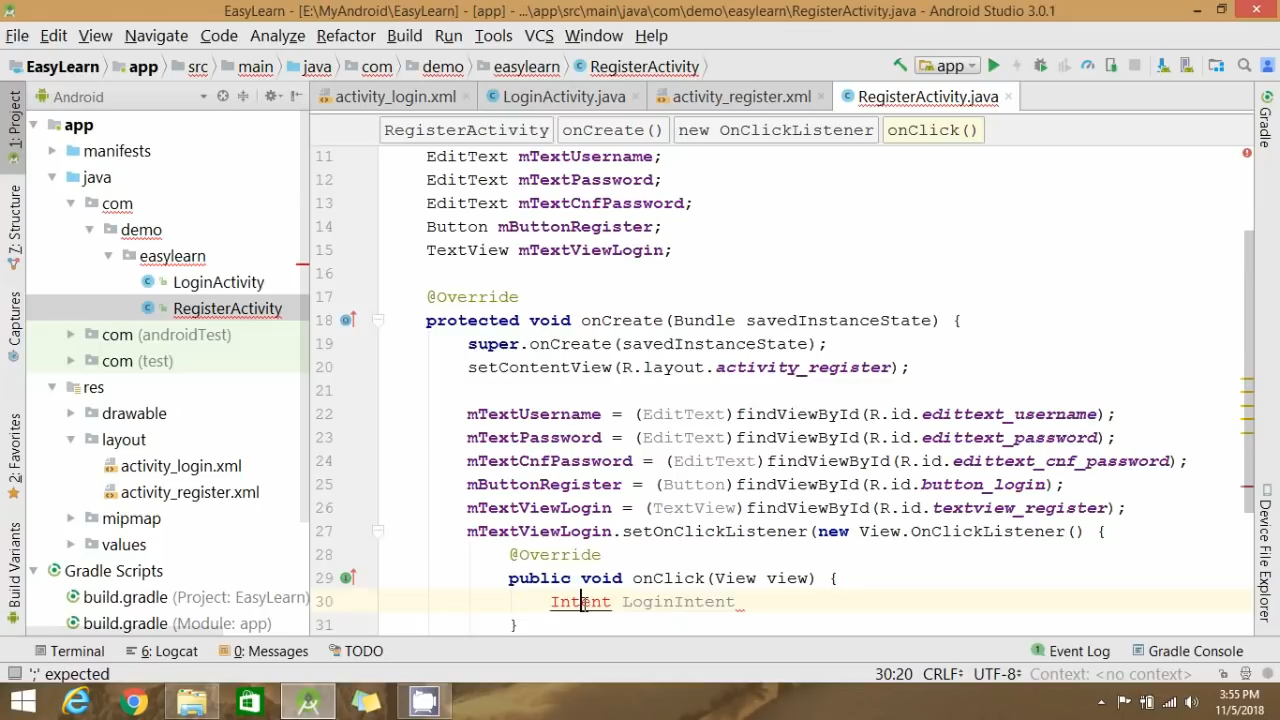 EasyLearn - [E:\MyAndroid\EasyLearn] - [app] - ...\app\src\main\java\com\demo\easylearn\RegisterActivity.java - Android Studio 3.0.1
File Edit View Navigate Code Analyze Refactor Build Run Tools VCS Window Help
EasyLearn app src main java com demo easylearn RegisterActivity app
Android activity_login.xml LoginActivity.java activity_register.xml RegisterActivity.java
RegisterActivity onCreate() new OnClickListener onClick()
1: Project
Z: Structure
Captures
2: Favorites
Build Variants
app
manifests
java
com
demo
easylearn
LoginActivity
RegisterActivity
com (androidTest)
com (test)
res
drawable
layout
activity_login.xml
activity_register.xml
mipmap
values
Gradle Scripts
build.gradle (Project: EasyLearn)
build.gradle (Module: app)
11 EditText mTextUsername;
12 EditText mTextPassword;
13 EditText mTextCnfPassword;
14 Button mButtonRegister;
15 TextView mTextViewLogin;
16
17 @Override
18 protected void onCreate(Bundle savedInstanceState) {
19 super.onCreate(savedInstanceState);
20 setContentView(R.layout.activity_register);
21
22 mTextUsername = (EditText)findViewById(R.id.edittext_username);
23 mTextPassword = (EditText)findViewById(R.id.edittext_password);
24 mTextCnfPassword = (EditText)findViewById(R.id.edittext_cnf_password);
25 mButtonRegister = (Button)findViewById(R.id.button_login);
26 mTextViewLogin = (TextView)findViewById(R.id.textview_register);
27 mTextViewLogin.setOnClickListener(new View.OnClickListener() {
28 @Override
29 public void onClick(View view) {
30 Intent LoginIntent
31 }
Gradle
Device File Explorer
Terminal 6: Logcat 0: Messages TODO Event Log Gradle Console
';' expected 30:20 CRLF÷ UTF-8÷ Context: <no context>
3:55 PM
11/5/2018